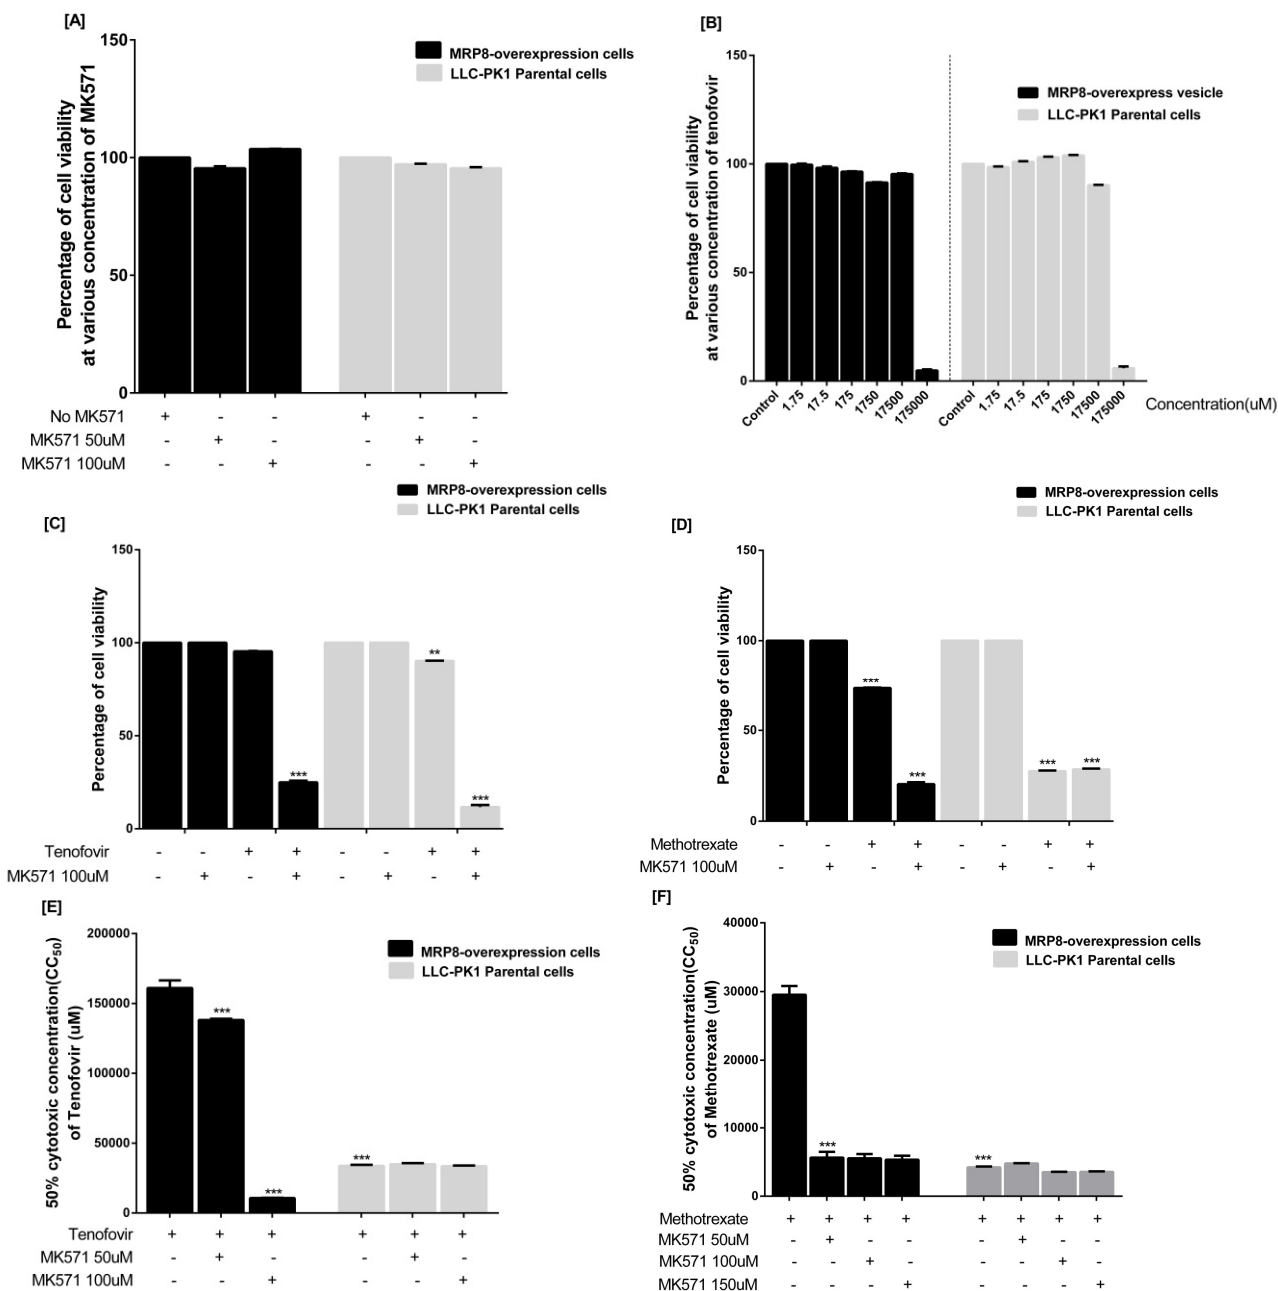 [A]
150
100
50
0
Percentage of cell viability
at various concentration of MK571
MRP8-overexpression cells
LLC-PK1 Parental cells
No MK571 + - - + - -
MK571 50uM - + - - + -
MK571 100uM - - + - - +
[B]
150
100
50
0
Percentage of cell viability
at various concentration of tenofovir
MRP8-overexpress vesicle
LLC-PK1 Parental cells
Control 1.75 17.5 175 1750 17500 175000 Control 1.75 17.5 175 1750 17500 175000
Concentration(uM)
[C]
MRP8-overexpression cells
LLC-PK1 Parental cells
150
100
50
0
Percentage of cell viability
*** ** ***
Tenofovir - - + + - - + +
MK571 100uM - + - + - + - +
[D]
MRP8-overexpression cells
LLC-PK1 Parental cells
150
100
50
0
Percentage of cell viability
*** *** *** ***
Methotrexate - - + + - - + +
MK571 100uM - + - + - + - +
[E]
200000
150000
100000
50000
0
50% cytotoxic concentration(CC50)
of Tenofovir (uM)
MRP8-overexpression cells
LLC-PK1 Parental cells
*** *** ***
Tenofovir + + + + + +
MK571 50uM - + - - + -
MK571 100uM - - + - - +
[F]
40000
30000
20000
10000
0
50% cytotoxic concentration(CC50)
of Methotrexate (uM)
MRP8-overexpression cells
LLC-PK1 Parental cells
*** ***
Methotrexate + + + + + + + +
MK571 50uM - + - - - + - -
MK571 100uM - - + - - - + -
MK571 150uM - - - + - - - +